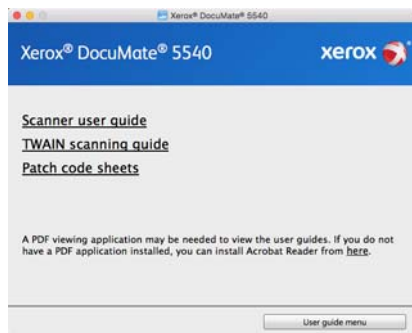 Xerox® DocuMate® 5540
Xerox® DocuMate® 5540
xerox
Scanner user guide
TWAIN scanning guide
Patch code sheets
A PDF viewing application may be needed to view the user guides. If you do not
have a PDF application installed, you can install Acrobat Reader from here.
User guide menu